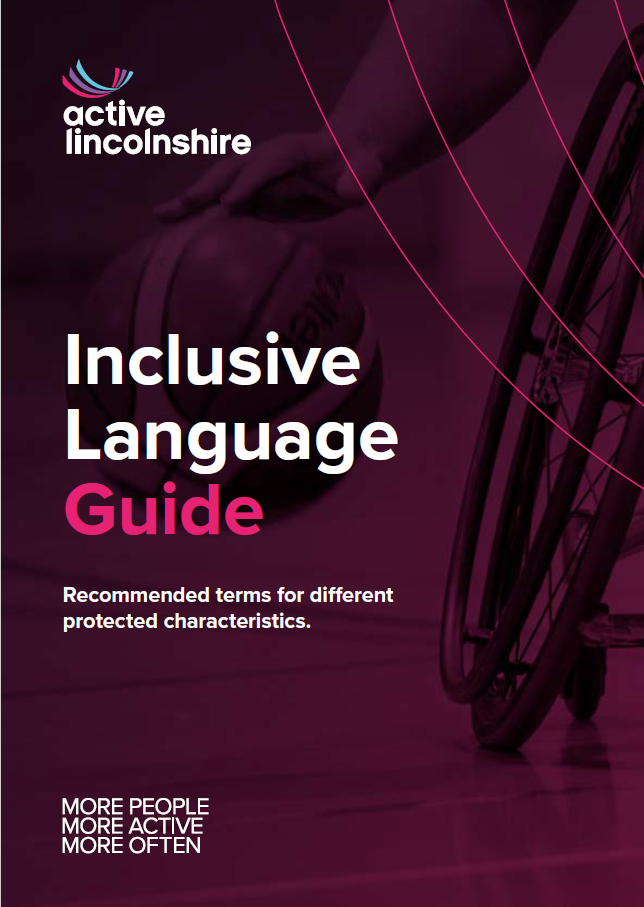 active
lincolnshire
Inclusive
Language
Guide
Recommended terms for different
protected characteristics.
MORE PEOPLE
MORE ACTIVE
MORE OFTEN